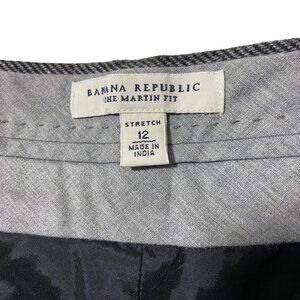 BANANA REPUBLIC
THE MARTIN FIT
STRETCH
12
MADE IN
INDIA